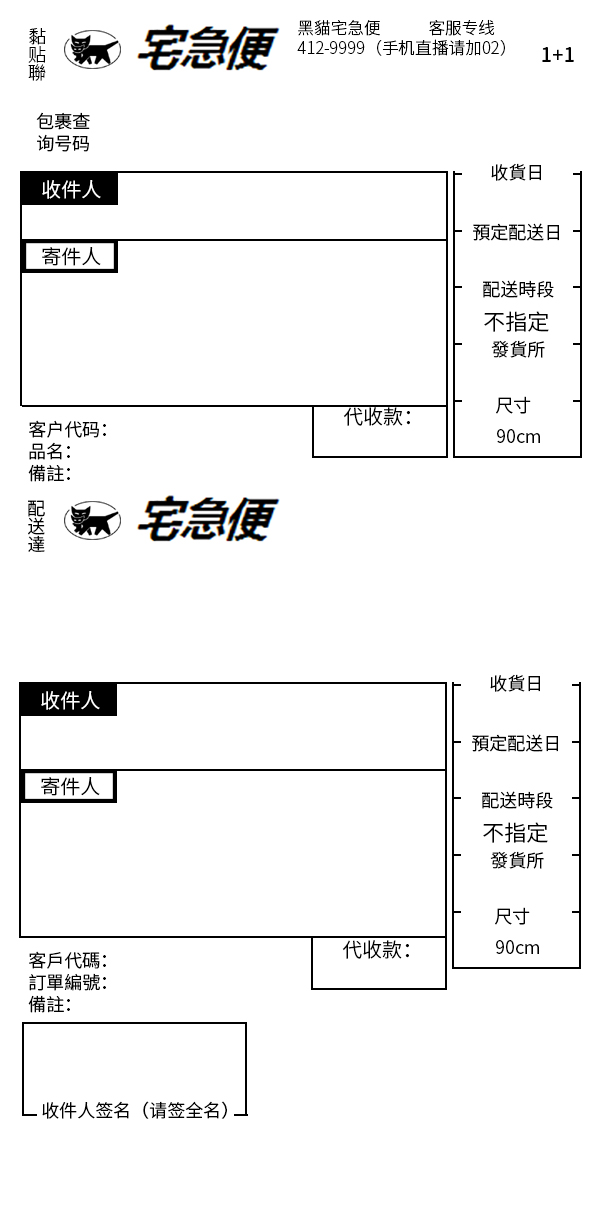 黏贴聯
宅急便
黑貓宅急便 客服专线
412-9999（手机直播请加02）
1+1
包裹查
询号码
收件人
寄件人
收貨日
預定配送日
配送時段
不指定
發貨所
尺寸
90cm
代收款：
客户代码：
品名：
備註：
配送達
宅急便
收件人
寄件人
收貨日
預定配送日
配送時段
不指定
發貨所
尺寸
90cm
代收款：
客戶代碼：
訂單編號：
備註：
收件人签名（请签全名）